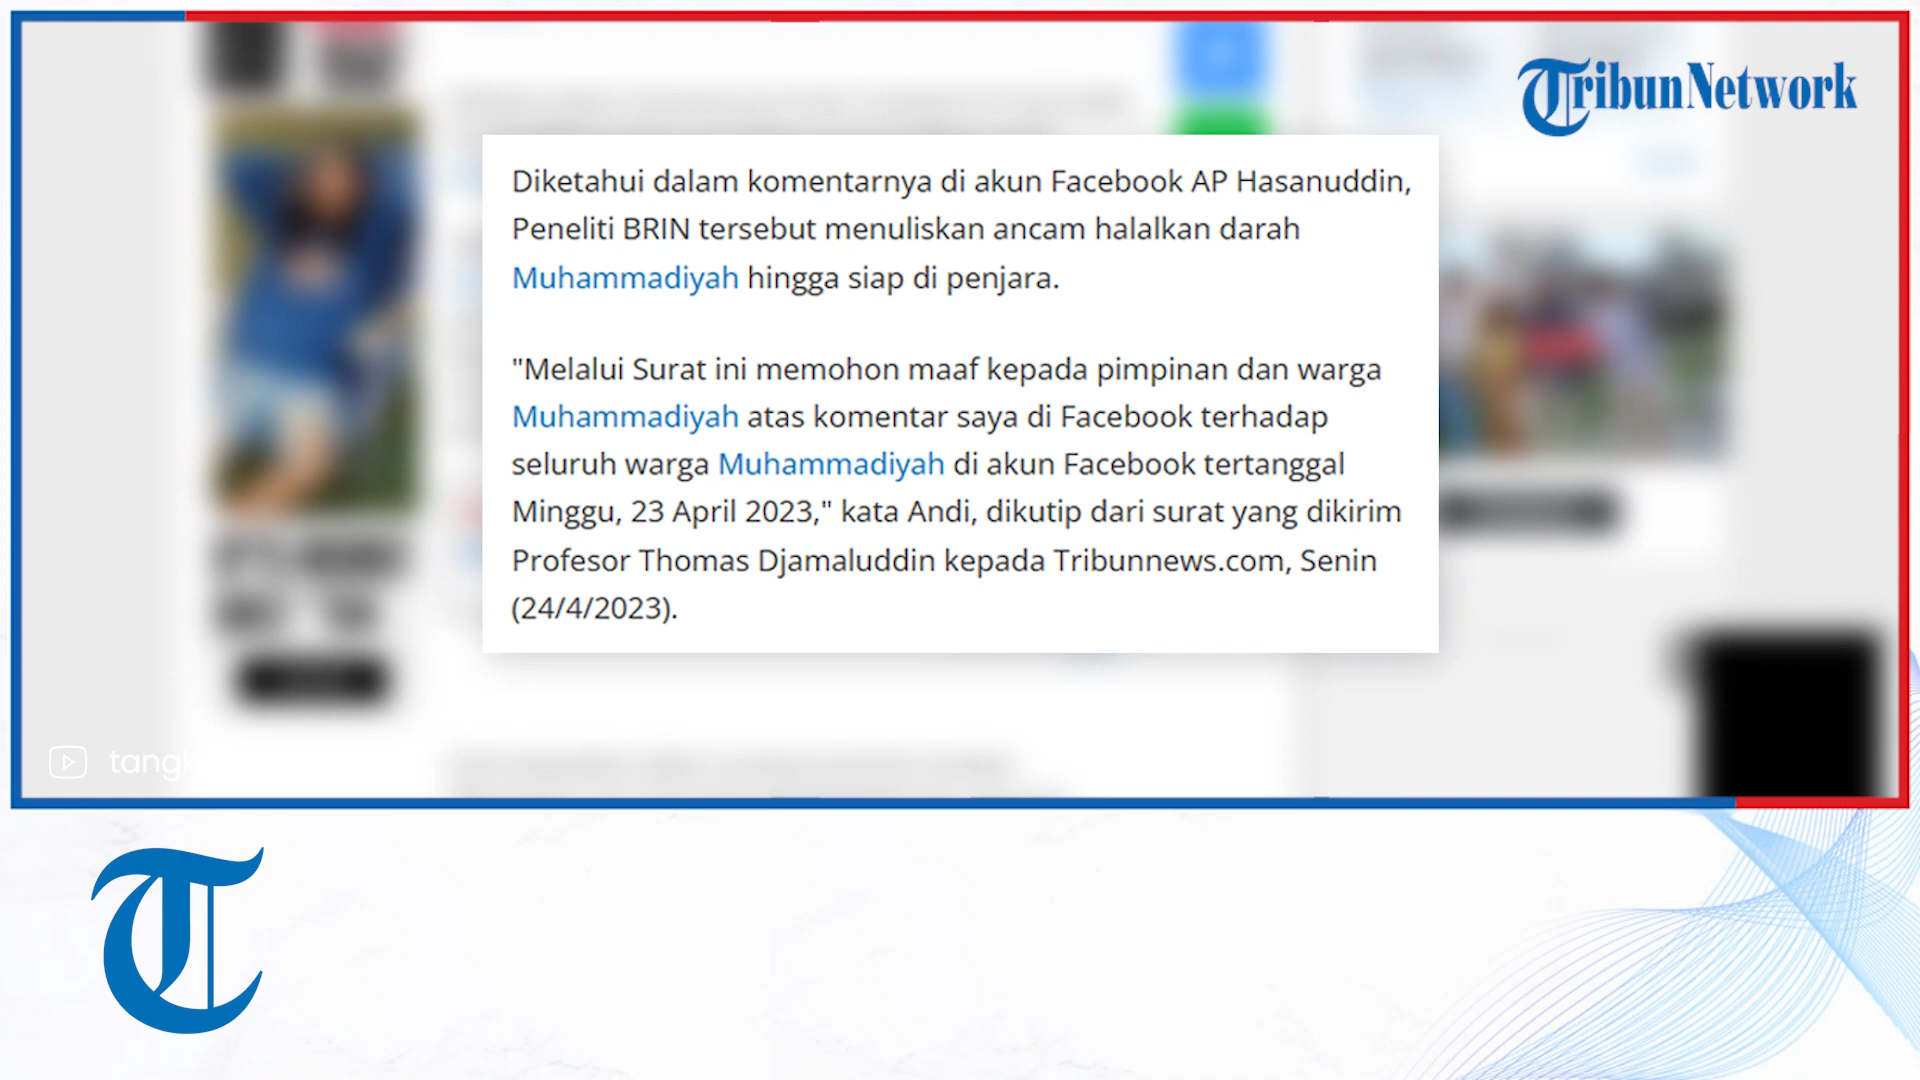 Tribun Network
Diketahui dalam komentarnya di akun Facebook AP Hasanuddin,
Peneliti BRIN tersebut menuliskan ancam halalkan darah
Muhammadiyah hingga siap di penjara.
"Melalui Surat ini memohon maaf kepada pimpinan dan warga
Muhammadiyah atas komentar saya di Facebook terhadap
seluruh warga Muhammadiyah di akun Facebook tertanggal
Minggu, 23 April 2023," kata Andi, dikutip dari surat yang dikirim
Profesor Thomas Djamaluddin kepada Tribunnews.com, Senin
(24/4/2023).
T